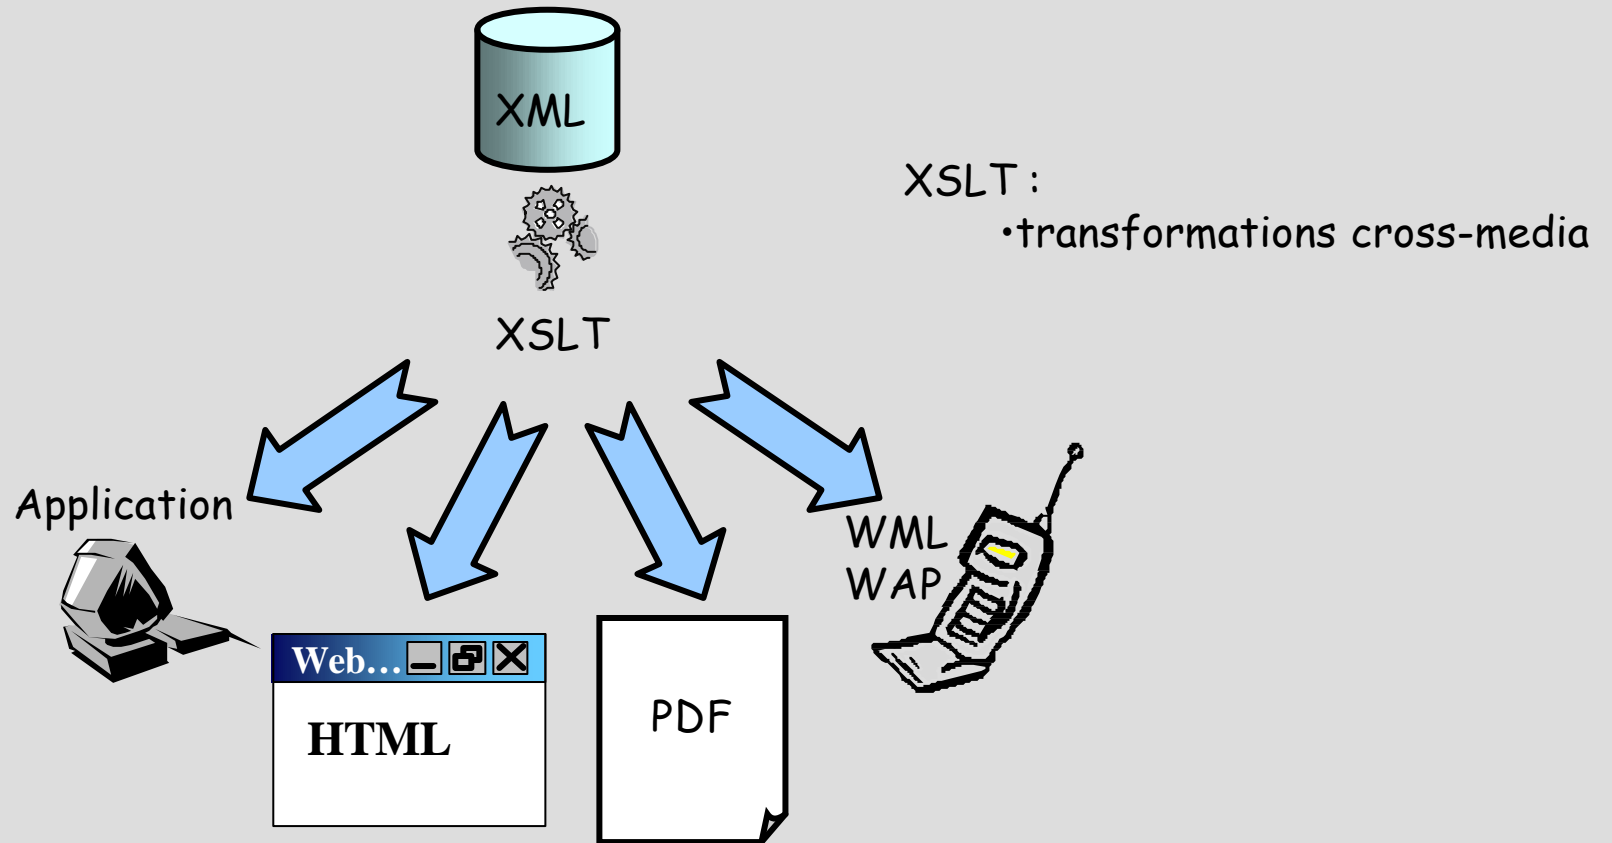 XML
XSLT :
•transformations cross-media
XSLT
Application
WML
WAP
Web...
HTML
PDF